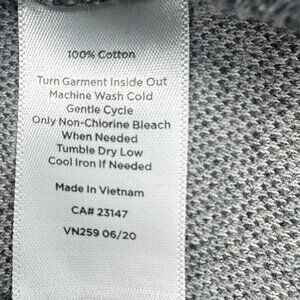 100% Cotton
Turn Garment Inside Out
Machine Wash Cold
Gentle Cycle
Only Non-Chlorine Bleach
When Needed
Tumble Dry Low
Cool Iron If Needed
Made In Vietnam
CA# 23147
VN259 06/20